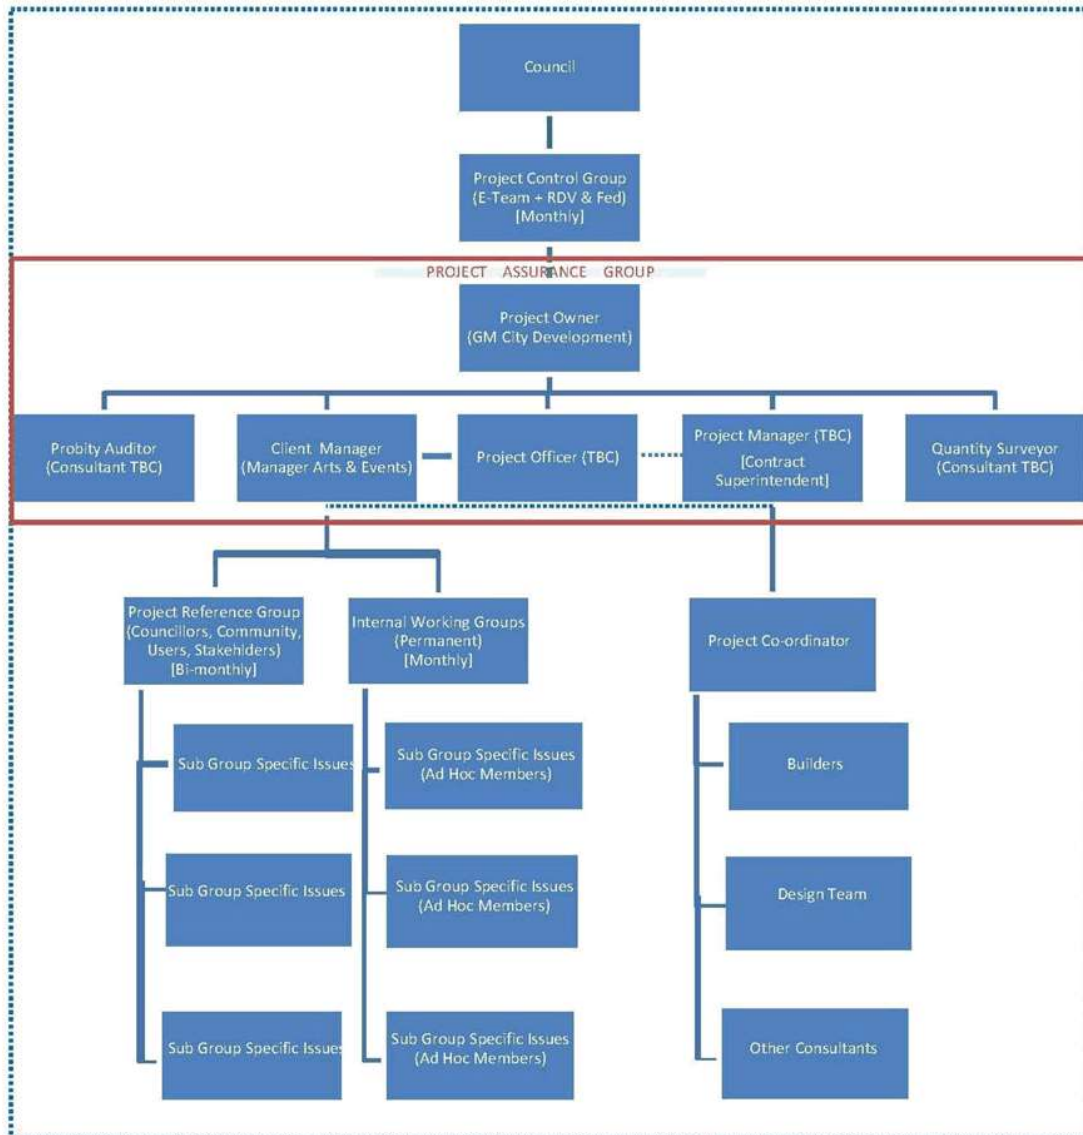 Council
Project Control Group
(E-Team + RDV & Fed)
[Monthly]
PROJECT ASSURANCE GROUP
Project Owner
(GM City Development)
Probity Auditor
(Consultant TBC)
Client Manager
(Manager Arts & Events)
Project Officer (TBC)
Project Manager (TBC)
[Contract
Superintendent]
Quantity Surveyor
(Consultant TBC)
Project Reference Group
(Councillors, Community,
Users, Stakehlders)
[Bi-monthly]
Internal Working Groups
(Permanent)
[Monthly]
Project Co-ordinator
Sub Group Specific Issues
Sub Group Specific Issues
(Ad Hoc Members)
Builders
Sub Group Specific Issues
Sub Group Specific Issues
(Ad Hoc Members)
Design Team
Sub Group Specific Issues
Sub Group Specific Issues
(Ad Hoc Members)
Other Consultants